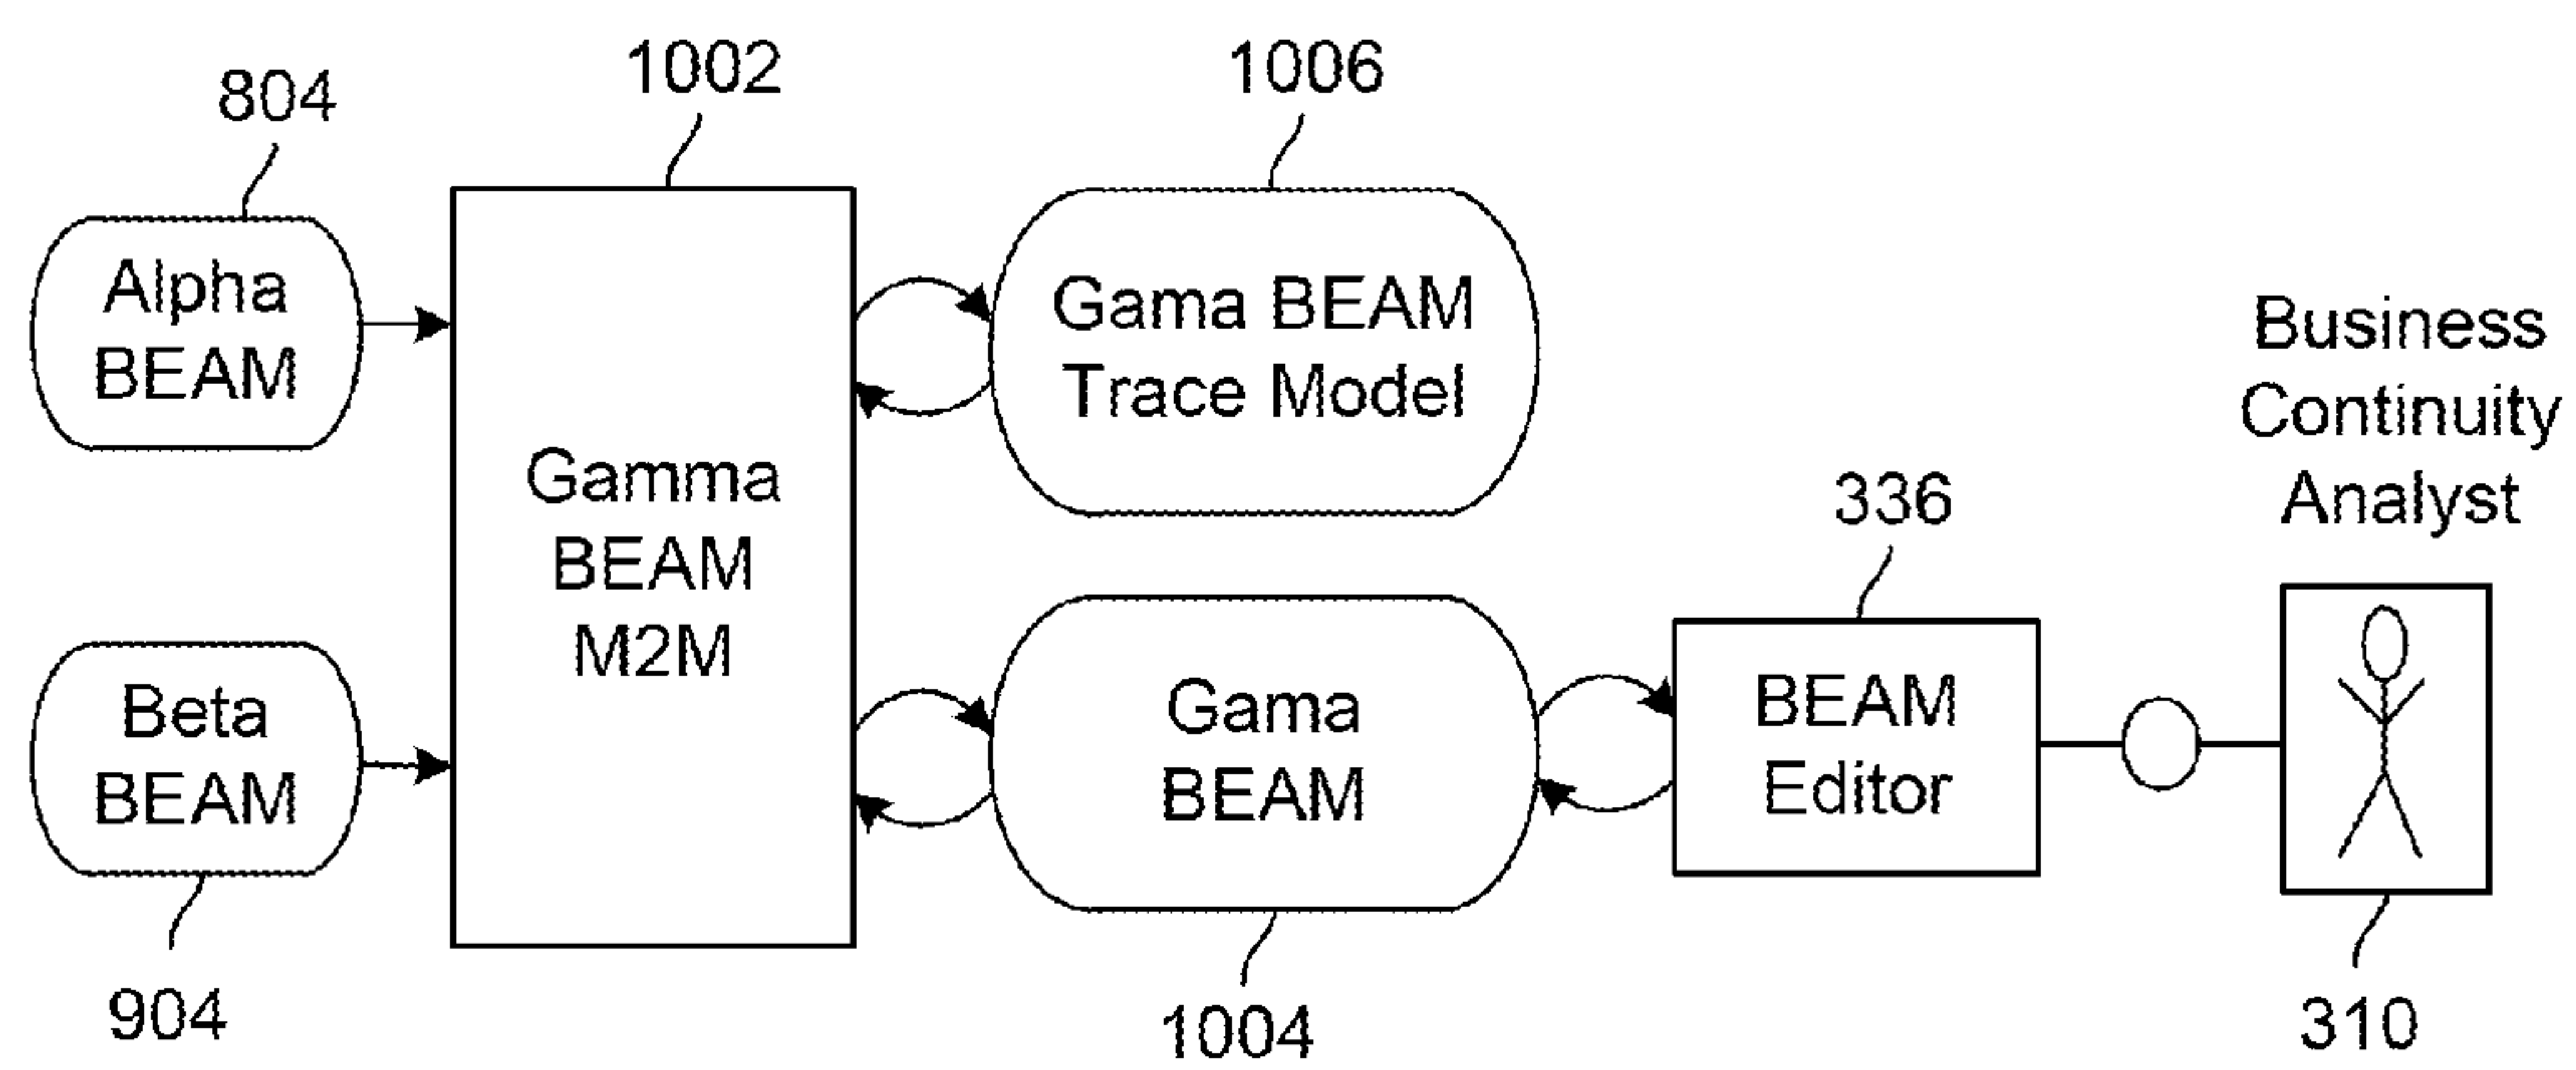 804
1002
1006
Alpha
BEAM
Gama BEAM
Trace Model
Business
Continuity
Analyst
Gamma
BEAM
M2M
336
Beta
BEAM
Gama
BEAM
BEAM
Editor
904
1004
310